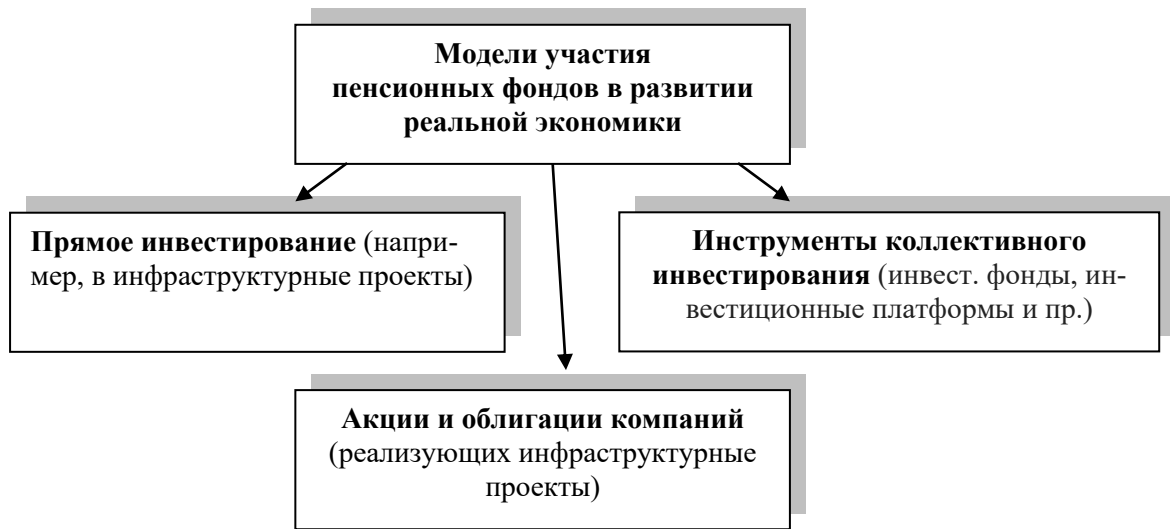 Модели участия
пенсионных фондов в развитии
реальной экономики
Прямое инвестирование (напри-
мер, в инфраструктурные проекты)
Инструменты коллективного
инвестирования (инвест. фонды, ин-
вестиционные платформы и пр.)
Акции и облигации компаний
(реализующих инфраструктурные
проекты)